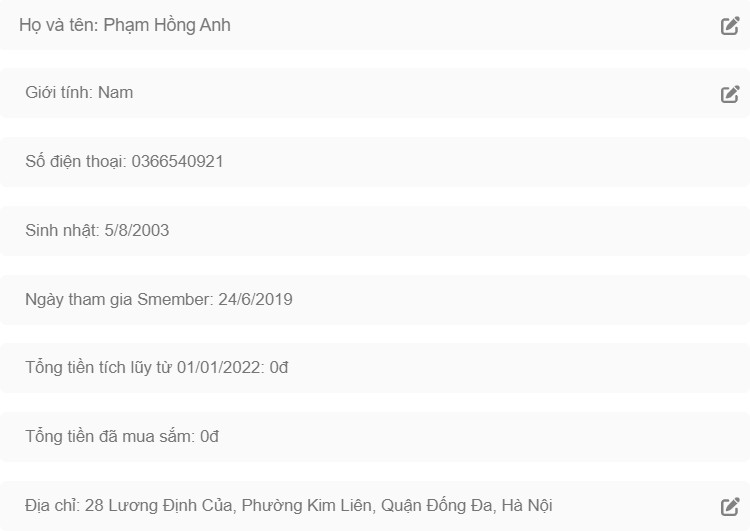 Họ và tên: Phạm Hồng Anh
Giới tính: Nam
Số điện thoại: 0366540921
Sinh nhật: 5/8/2003
Ngày tham gia Smember: 24/6/2019
Tổng tiền tích lũy từ 01/01/2022: 0đ
Tổng tiền đã mua sắm: 0đ
Địa chỉ: 28 Lương Định Của, Phường Kim Liên, Quận Đống Đa, Hà Nội